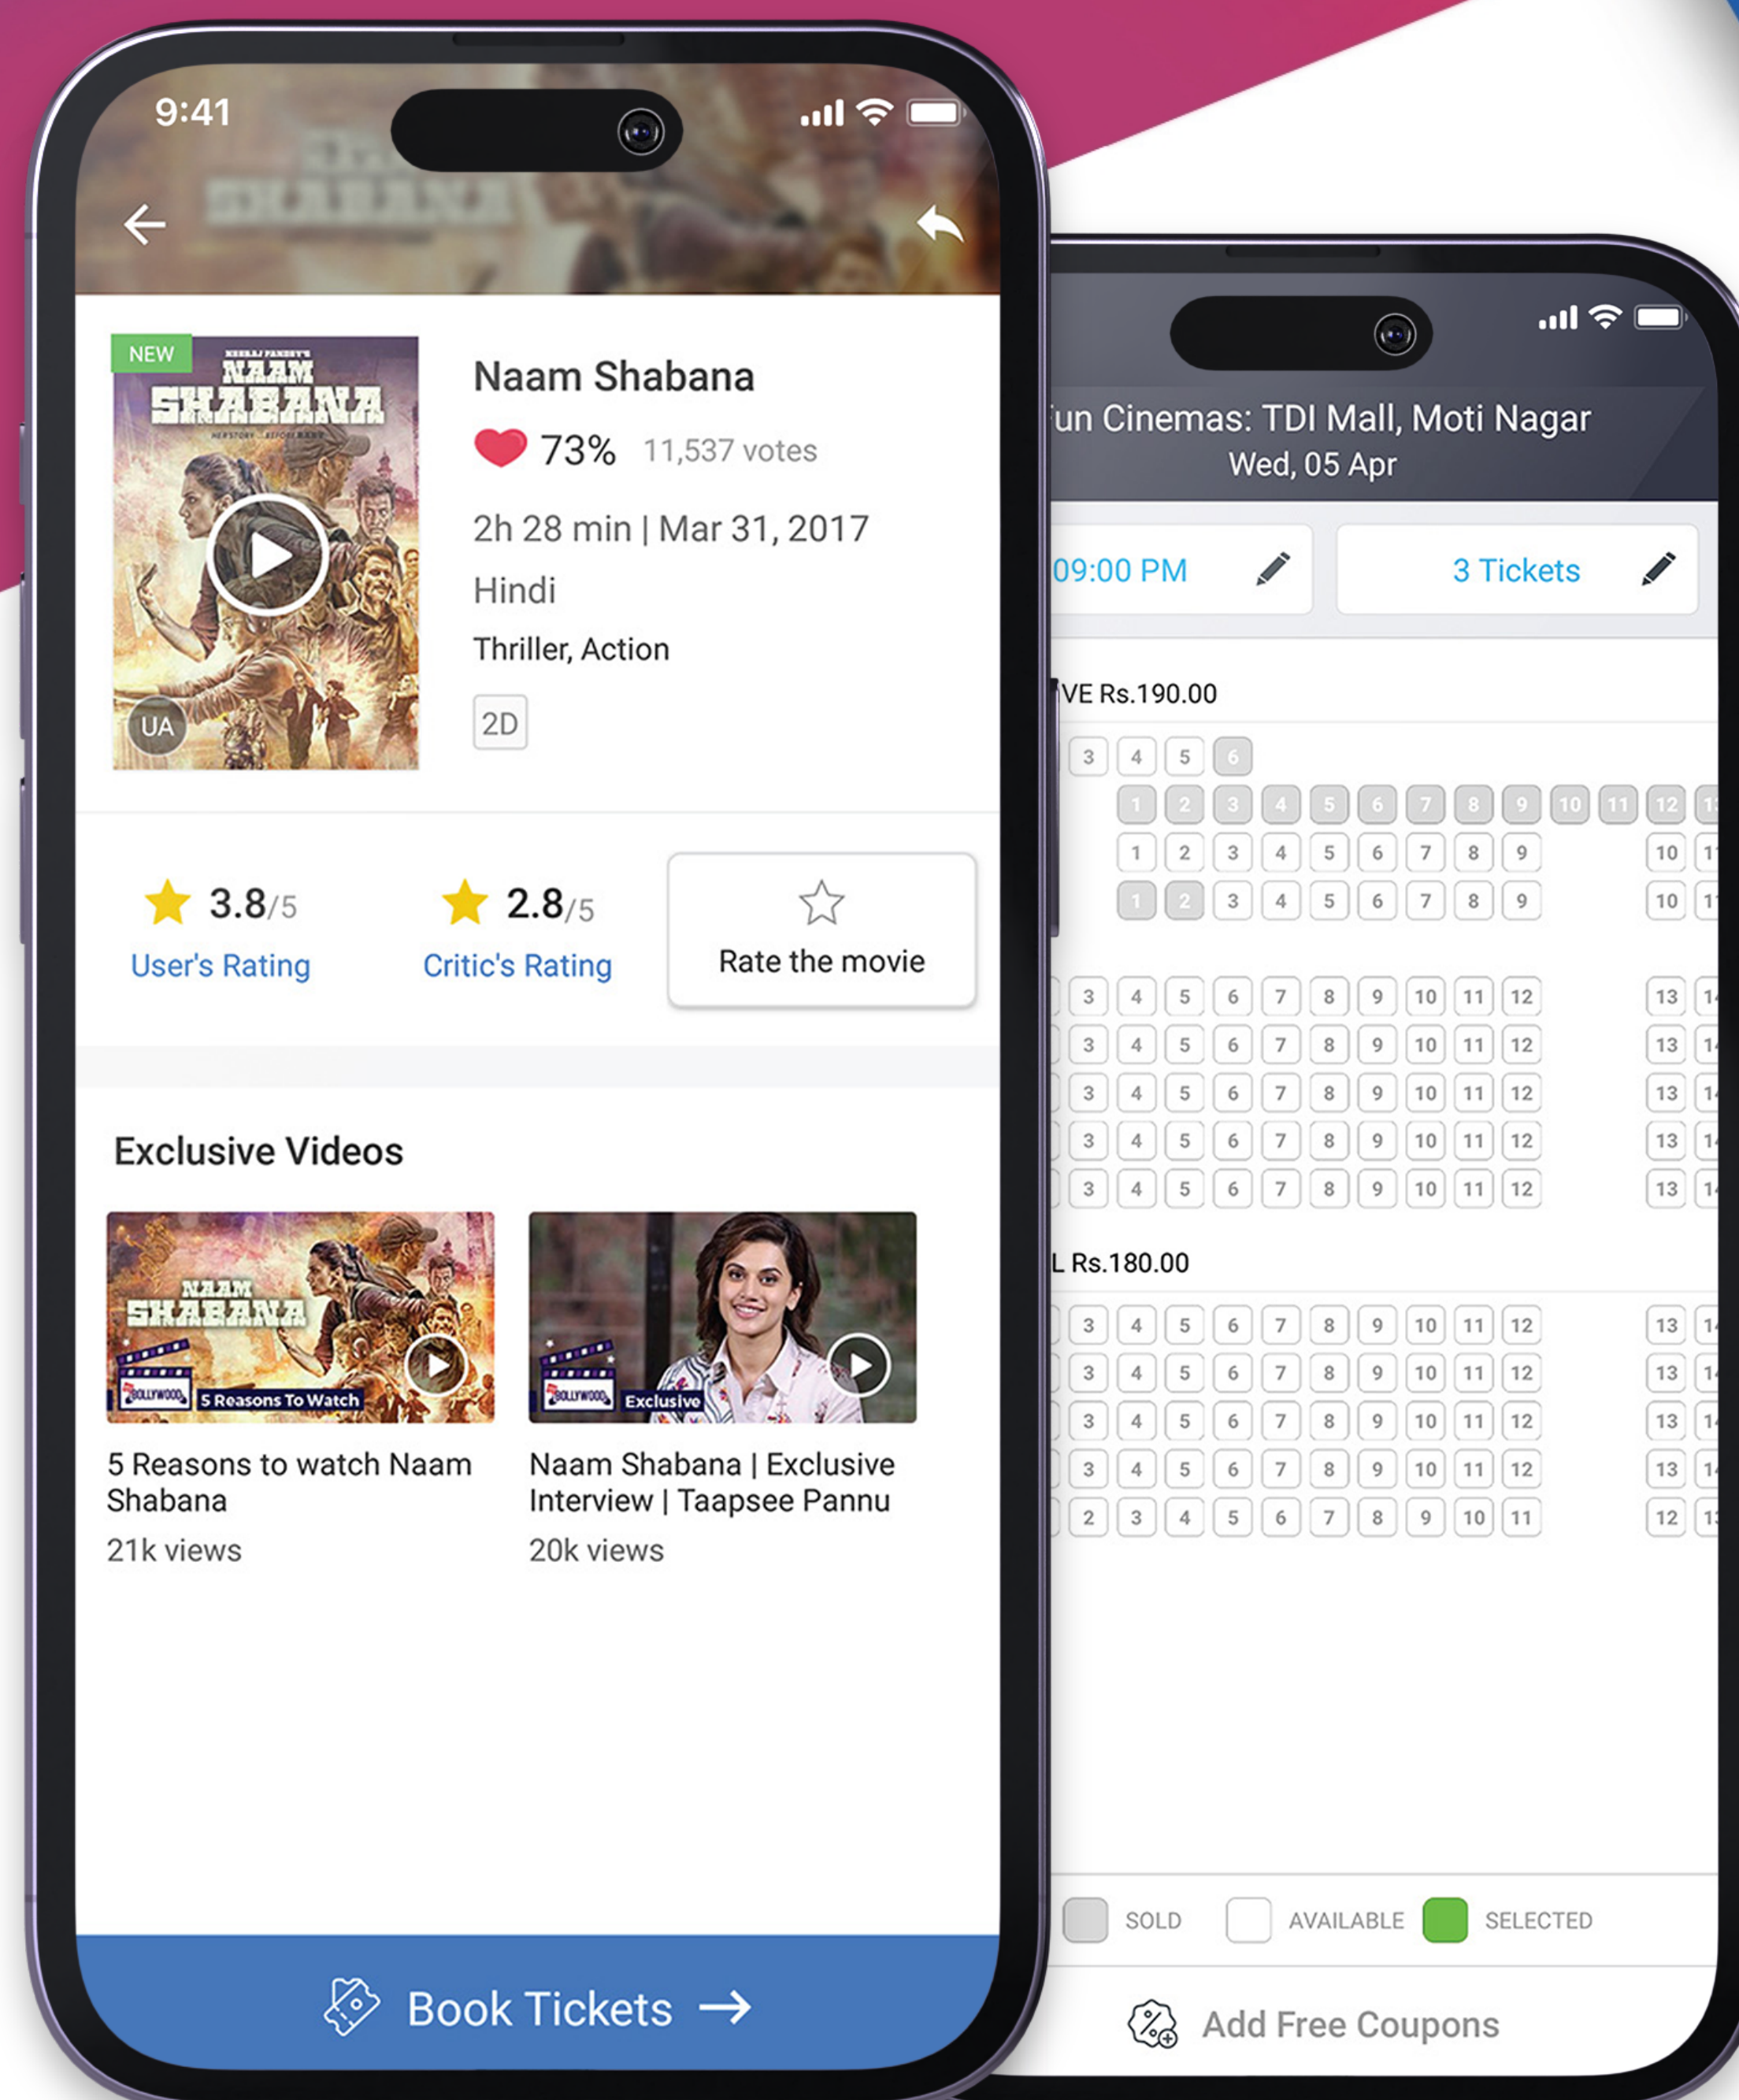 9:41
NEW
NEERAJ PANDEY'S
NAAM
SHABANA
UA
Naam Shabana
73% 11,537 votes
2h 28 min | Mar 31, 2017
Hindi
Thriller, Action
2D
3.8/5
User's Rating
2.8/5
Critic's Rating
Rate the movie
Exclusive Videos
NAAM
SHABANA
BOLLYWOOD
5 Reasons To Watch
5 Reasons to watch Naam
Shabana
21k views
BOLLYWOOD
Exclusive
Naam Shabana | Exclusive
Interview | Taapsee Pannu
20k views
Book Tickets
un Cinemas: TDI Mall, Moti Nagar
Wed, 05 Apr
09:00 PM
3 Tickets
VE Rs.190.00
3 4 5 6
1 2 3 4 5 6 7 8 9 10 11 12
1 2 3 4 5 6 7 8 9 10
1 2 3 4 5 6 7 8 9 10
3 4 5 6 7 8 9 10 11 12 13
3 4 5 6 7 8 9 10 11 12 13
3 4 5 6 7 8 9 10 11 12 13
3 4 5 6 7 8 9 10 11 12 13
3 4 5 6 7 8 9 10 11 12 13
L Rs.180.00
3 4 5 6 7 8 9 10 11 12 13
3 4 5 6 7 8 9 10 11 12 13
3 4 5 6 7 8 9 10 11 12 13
3 4 5 6 7 8 9 10 11 12 13
2 3 4 5 6 7 8 9 10 11 12
SOLD
AVAILABLE
SELECTED
Add Free Coupons